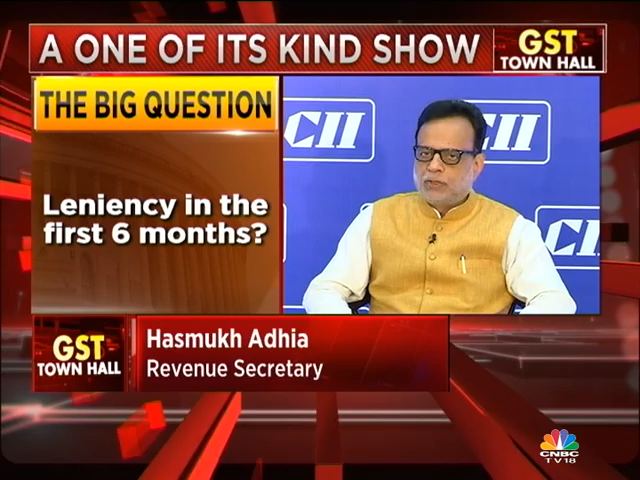 A ONE OF ITS KIND SHOW
GST
TOWN HALL
THE BIG QUESTION
Leniency in the
first 6 months?
CII
CII
CII
GST
TOWN HALL
Hasmukh Adhia
Revenue Secretary
CNBC
TV18